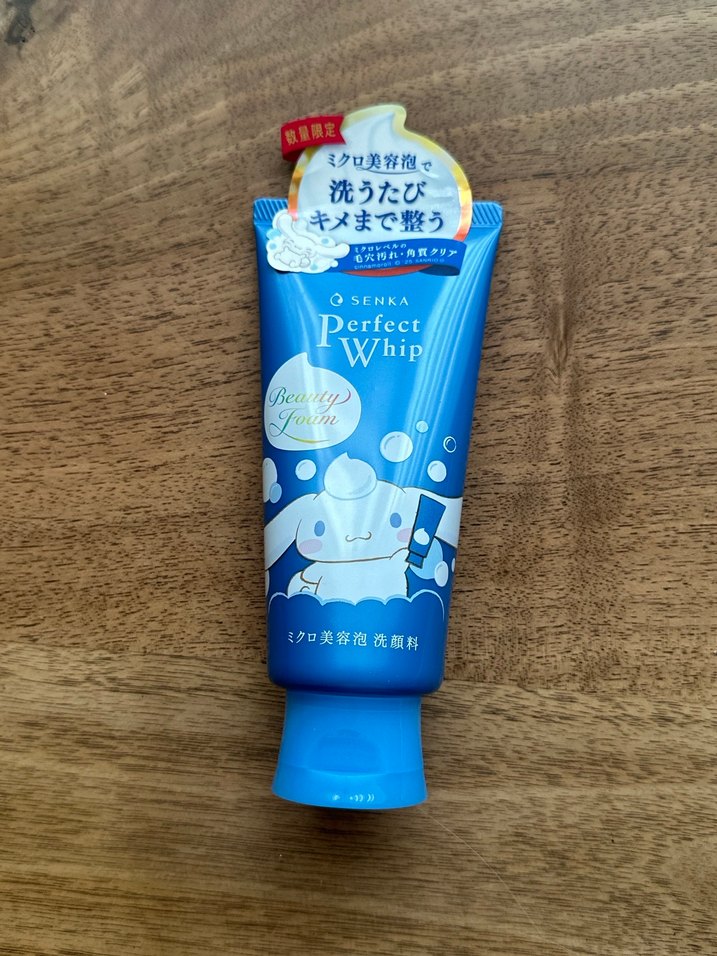 数量限定
ミクロ美容泡で
洗うたび
キメまで整う
ミクロレベルの
毛穴汚れ・角質クリア
SENKA
Perfect
Whip
Beauty
Foam
ミクロ美容泡 洗顔料